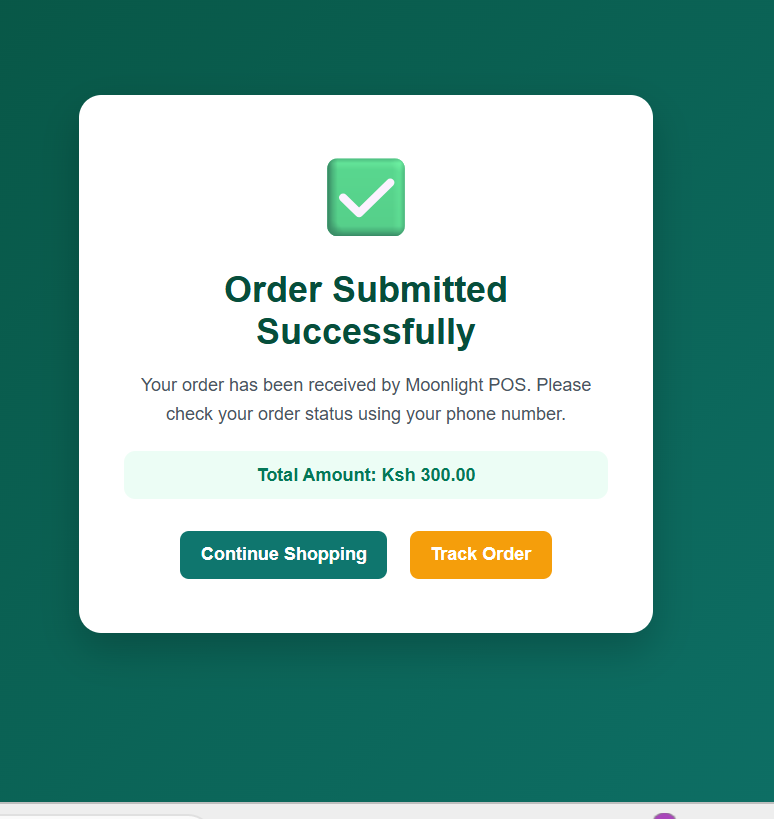 Order Submitted
Successfully
Your order has been received by Moonlight POS. Please
check your order status using your phone number.
Total Amount: Ksh 300.00
Continue Shopping
Track Order